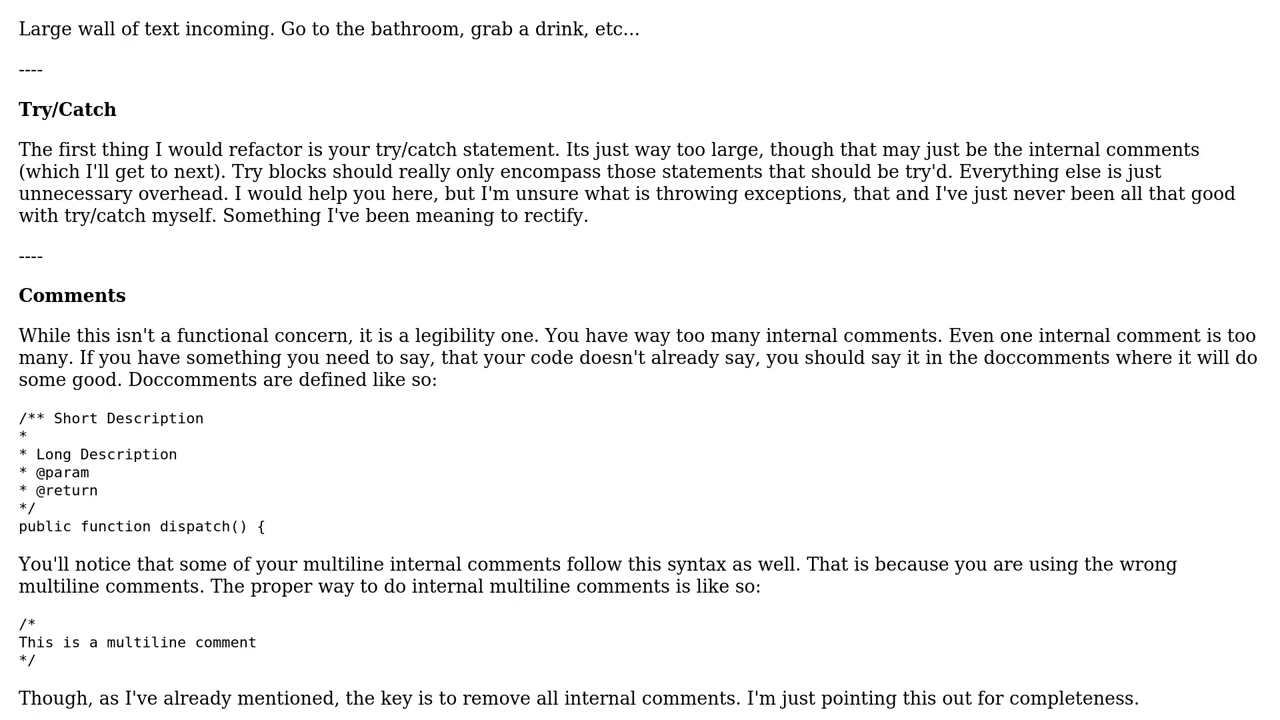 Large wall of text incoming. Go to the bathroom, grab a drink, etc...
----
Try/Catch
The first thing I would refactor is your try/catch statement. Its just way too large, though that may just be the internal comments
(which I'll get to next). Try blocks should really only encompass those statements that should be try'd. Everything else is just
unnecessary overhead. I would help you here, but I'm unsure what is throwing exceptions, that and I've just never been all that good
with try/catch myself. Something I've been meaning to rectify.
----
Comments
While this isn't a functional concern, it is a legibility one. You have way too many internal comments. Even one internal comment is too
many. If you have something you need to say, that your code doesn't already say, you should say it in the doccomments where it will do
some good. Doccomments are defined like so:
/** Short Description
*
* Long Description
* @param
* @return
*/
public function dispatch() {
You'll notice that some of your multiline internal comments follow this syntax as well. That is because you are using the wrong
multiline comments. The proper way to do internal multiline comments is like so:
/*
This is a multiline comment
*/
Though, as I've already mentioned, the key is to remove all internal comments. I'm just pointing this out for completeness.